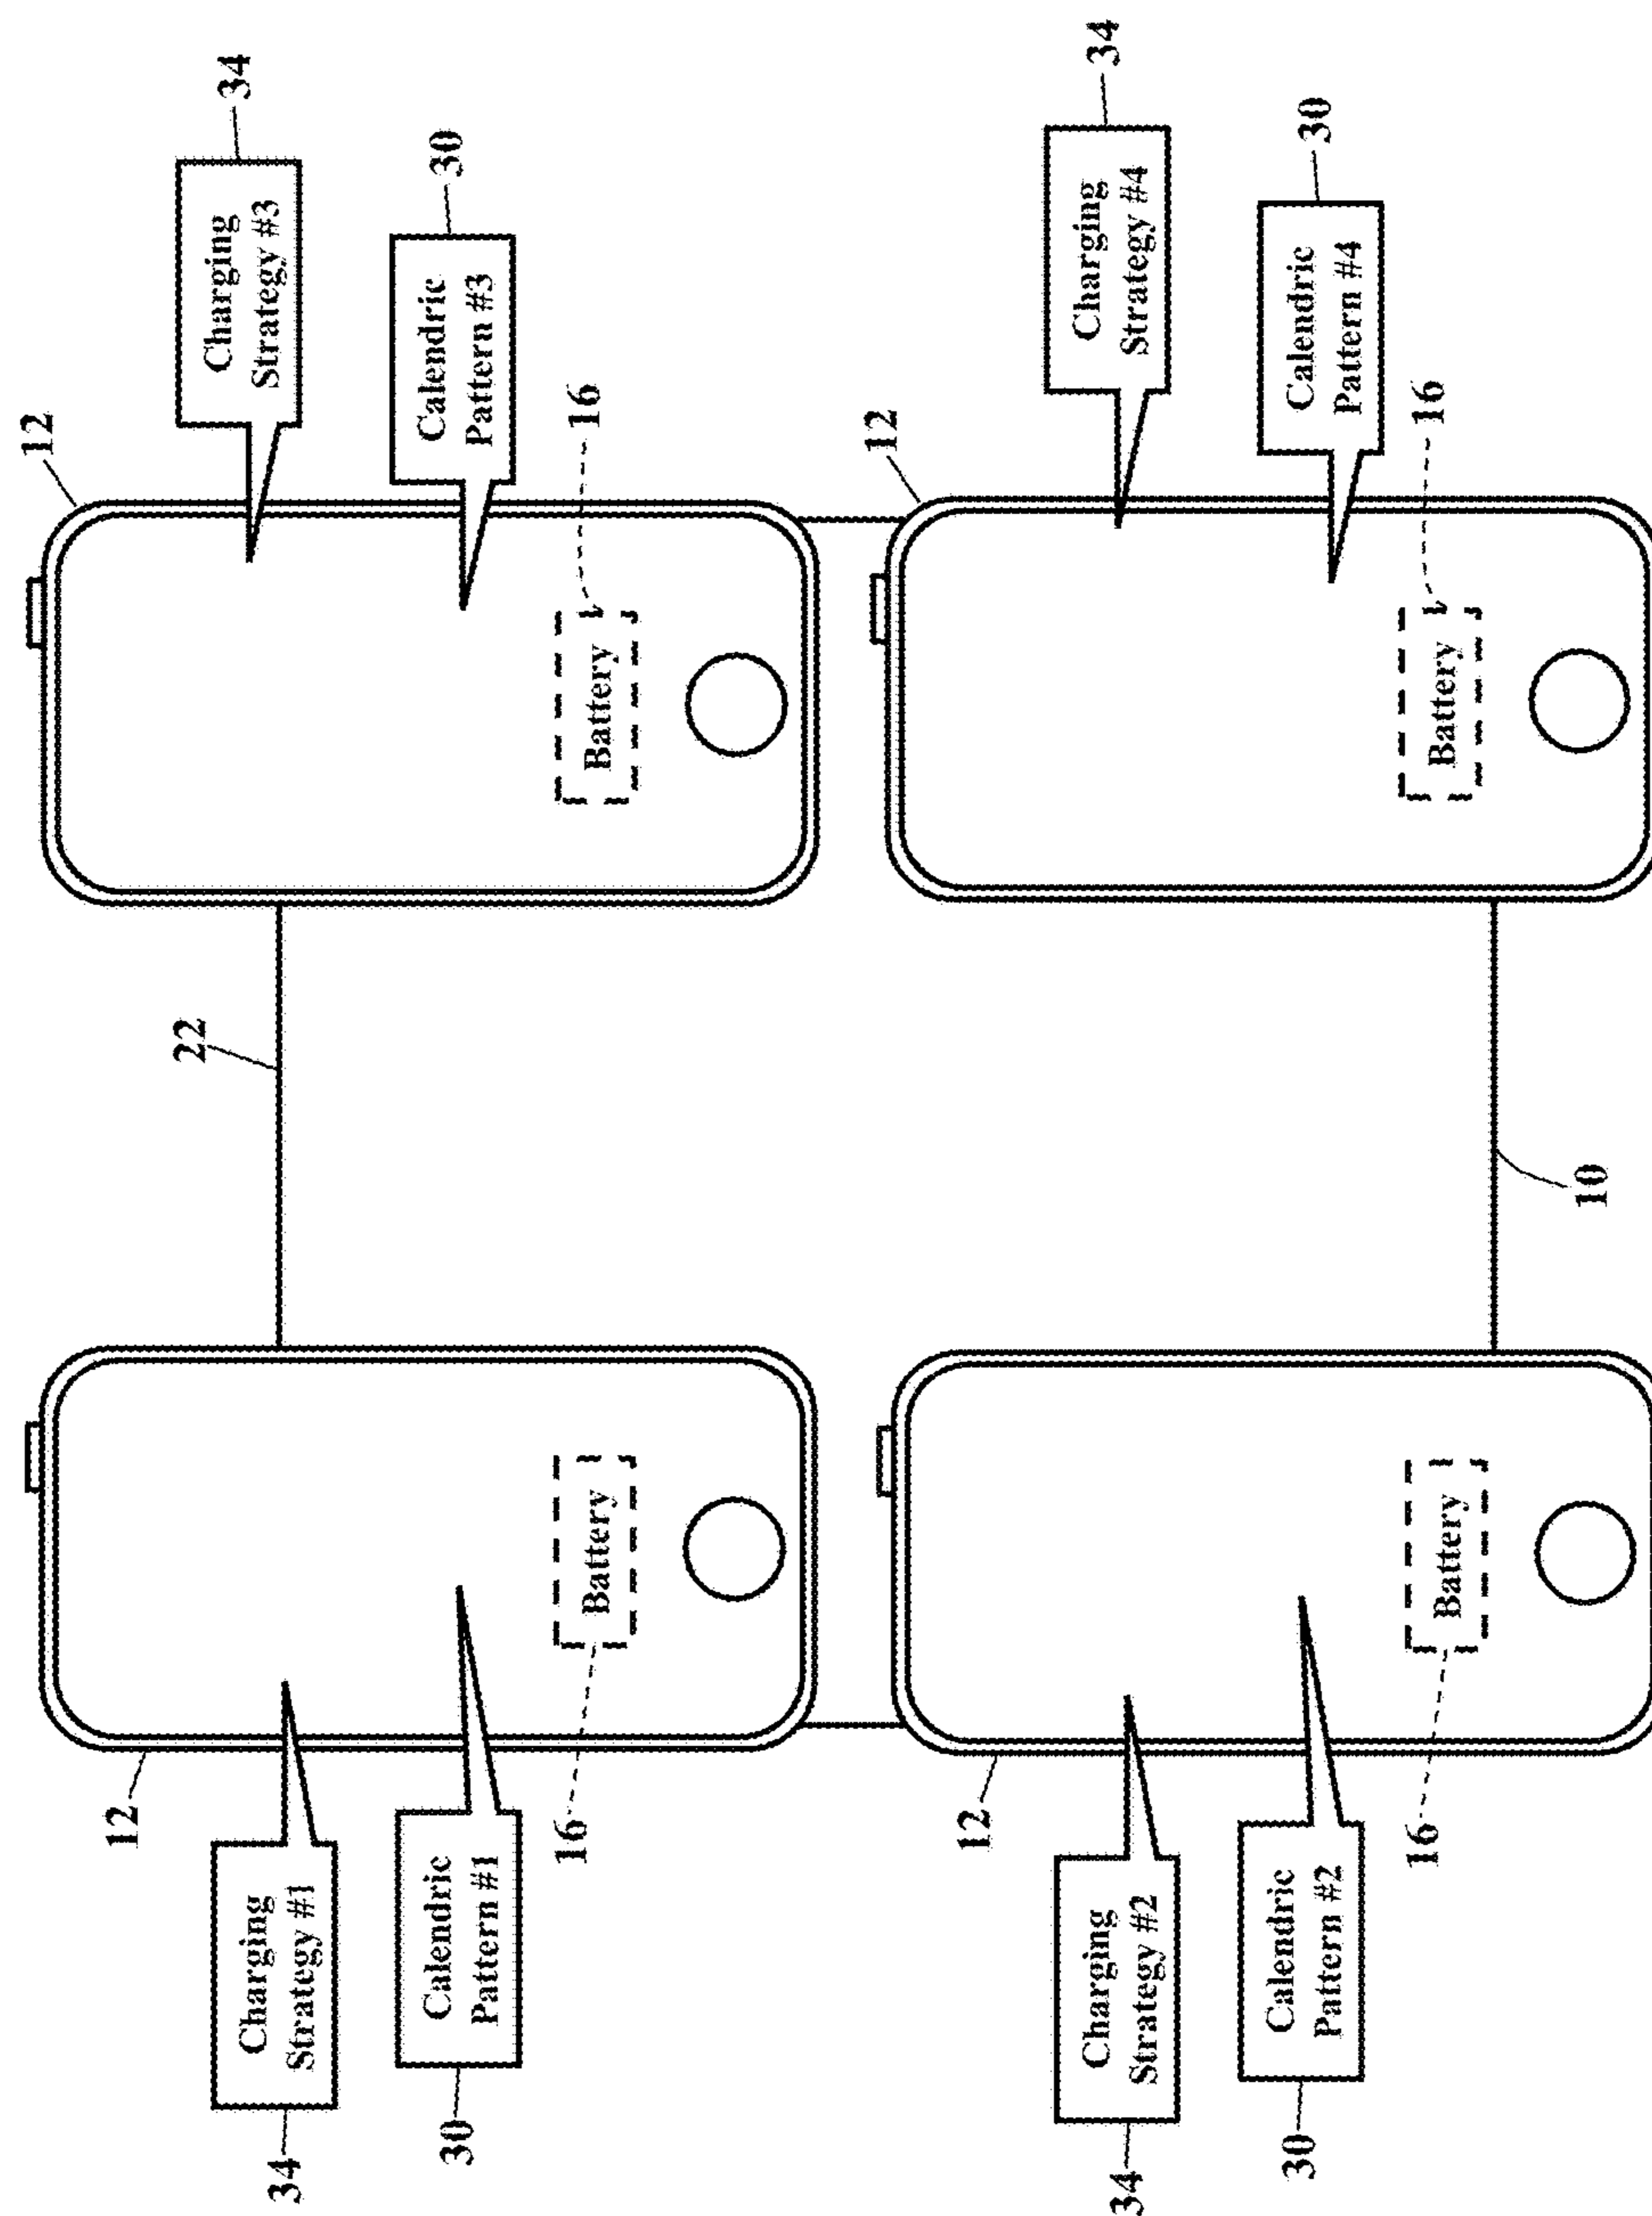 12
34
Charging
Strategy #1
30
Calendric
Pattern #1
16
Battery
22
12
34
Charging
Strategy #3
30
Calendric
Pattern #3
16
Battery
12
34
Charging
Strategy #2
30
Calendric
Pattern #2
16
Battery
10
12
34
Charging
Strategy #4
30
Calendric
Pattern #4
16
Battery